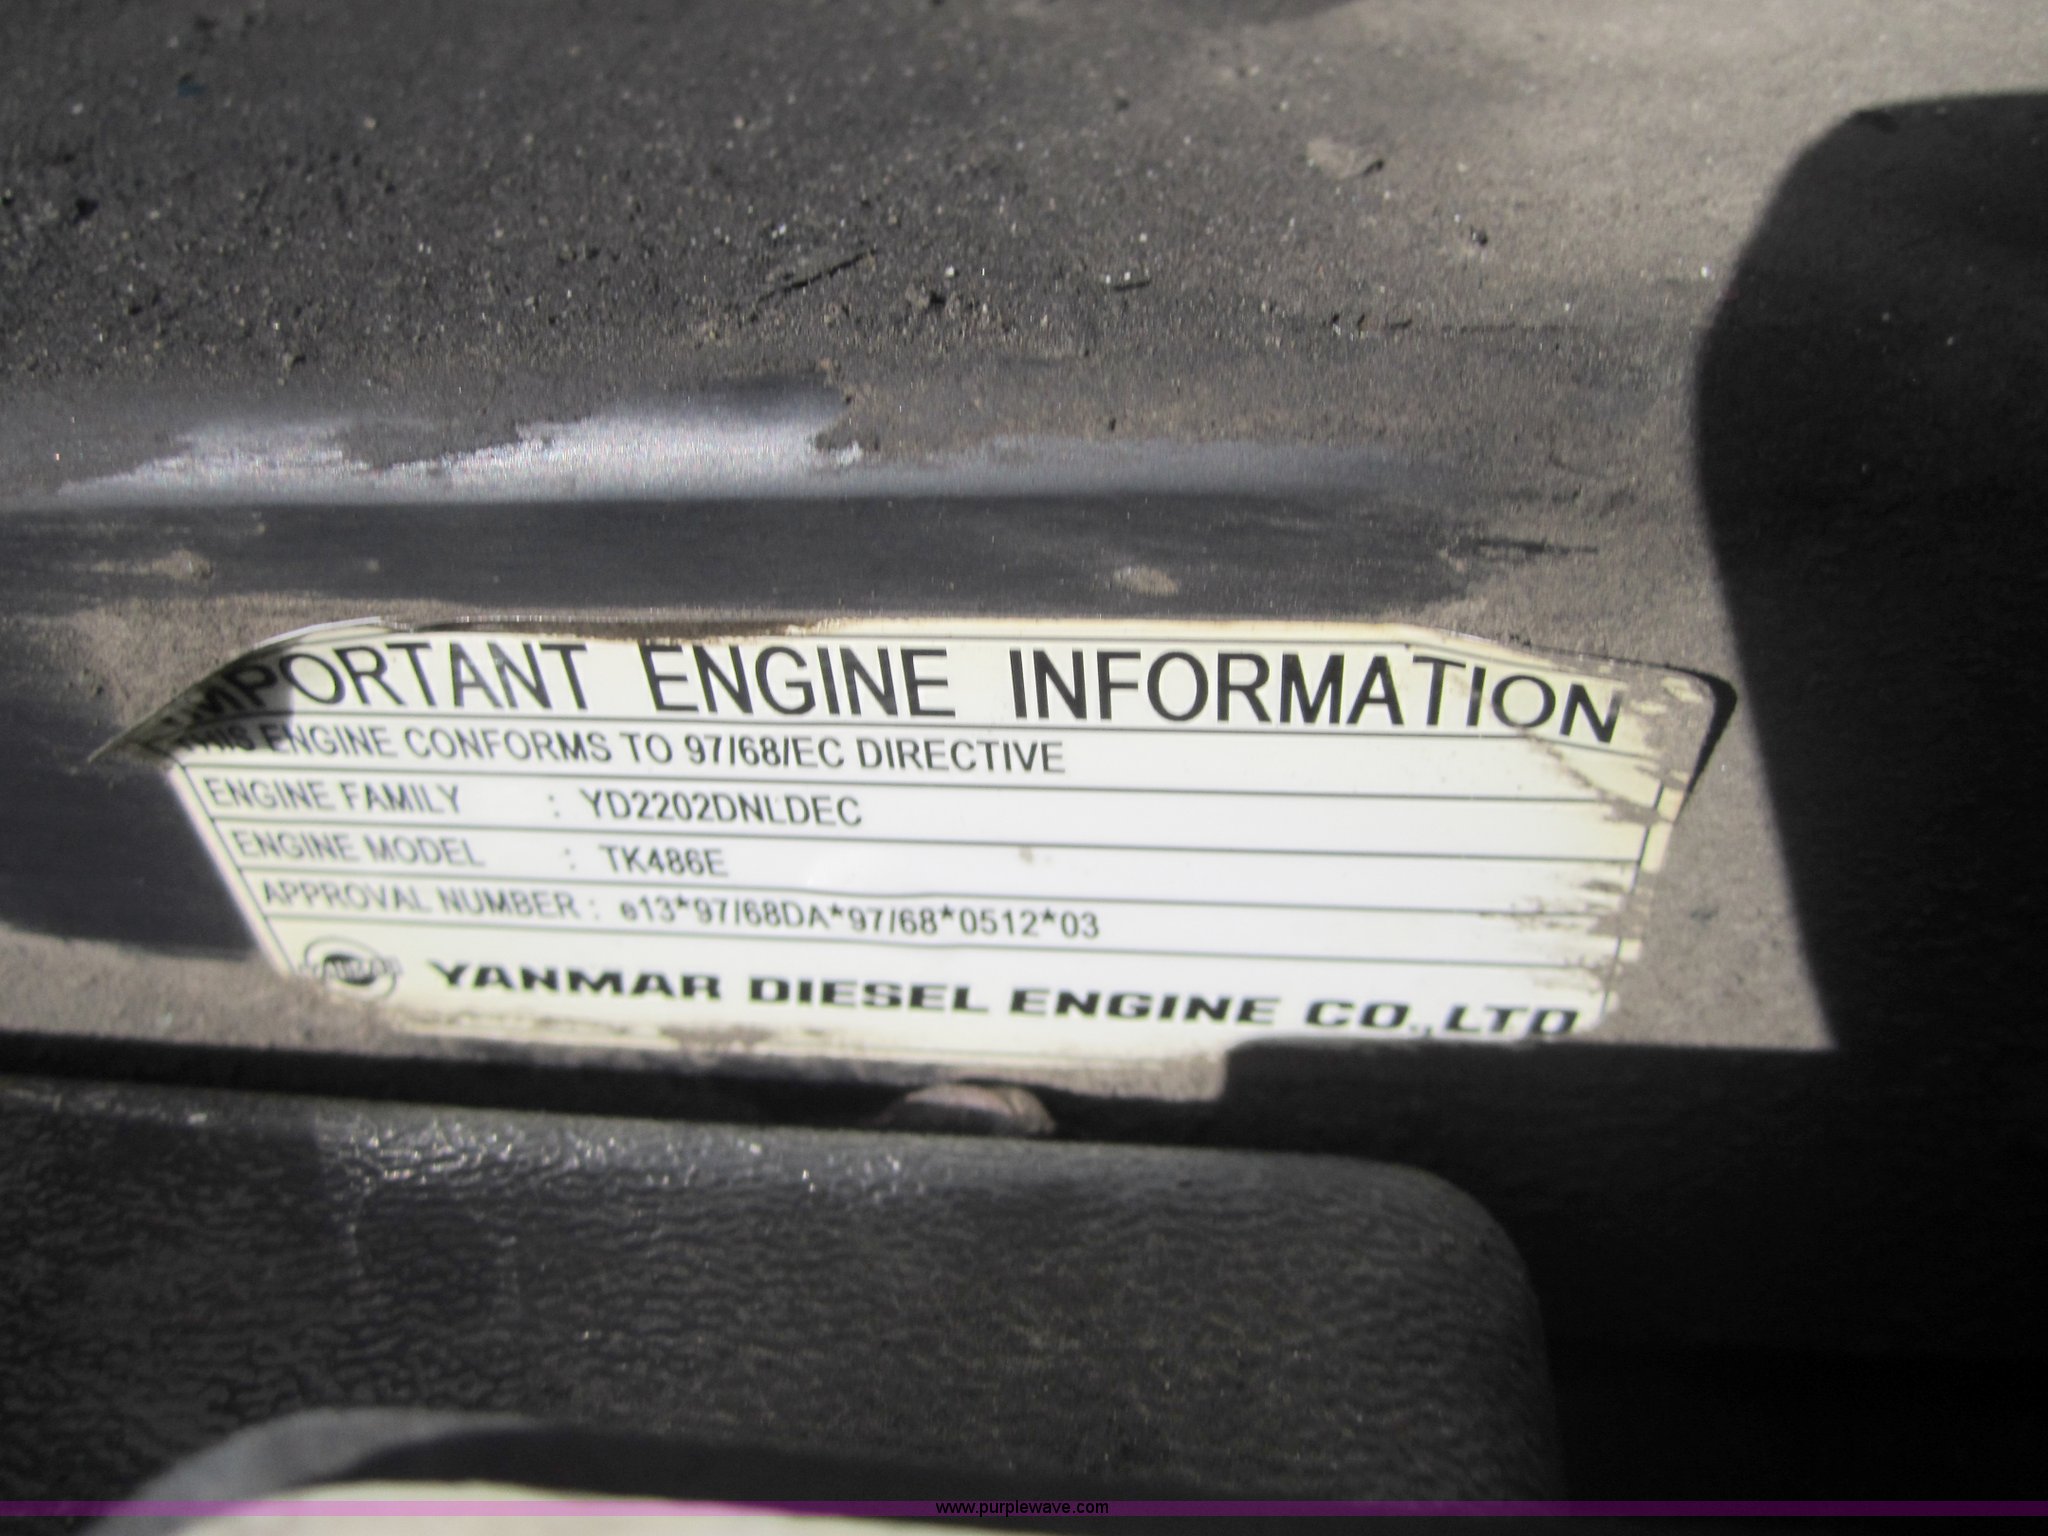 IMPORTANT ENGINE INFORMATION
THIS ENGINE CONFORMS TO 97/68/EC DIRECTIVE
ENGINE FAMILY : YD2202DNLDEC
ENGINE MODEL : TK486E
APPROVAL NUMBER : e13*97/68DA*97/68*0512*03
YANMAR
YANMAR DIESEL ENGINE CO.,LTD
www.purplewave.com